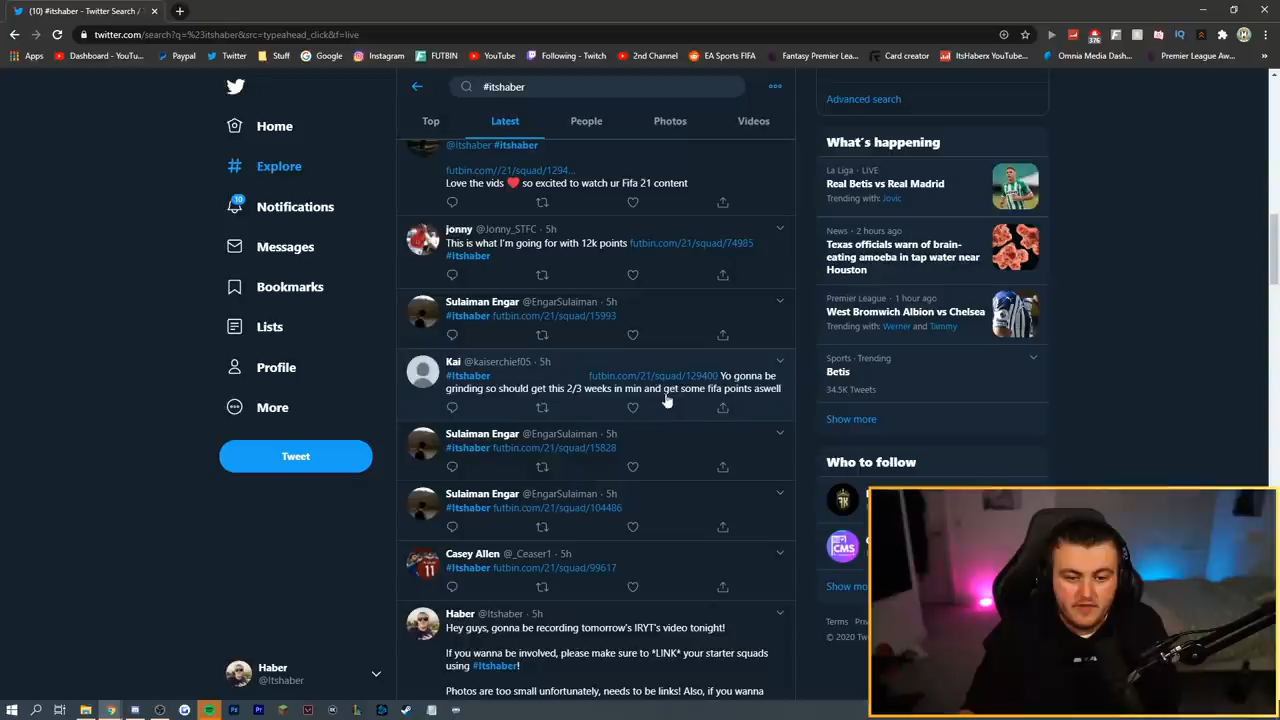 (10) #itshaber - Twitter Search /
twitter.com/search?q=%23itshaber&src=typeahead_click&f=live
376
Apps
Dashboard - YouTu...
Paypal
Twitter
Stuff
Google
Instagram
FUTBIN
YouTube
Following - Twitch
2nd Channel
EA Sports FIFA
Fantasy Premier Lea...
Card creator
ItsHaberx YouTube...
Omnia Media Dash...
Premier League Aw...
Home
Explore
10
Notifications
Messages
Bookmarks
Lists
Profile
More
Tweet
Haber
@Itshaber
#itshaber
Top
Latest
People
Photos
Videos
@Itshaber #itshaber
futbin.com//21/squad/1294...
Love the vids ❤ so excited to watch ur Fifa 21 content
jonny @Jonny_STFC · 5h
This is what I'm going for with 12k points futbin.com/21/squad/74985
#Itshaber
Sulaiman Engar @EngarSulaiman · 5h
#Itshaber futbin.com/21/squad/15993
Kai @kaiserchief05 · 5h
#Itshaber futbin.com/21/squad/129400 Yo gonna be
grinding so should get this 2/3 weeks in min and get some fifa points aswell
Sulaiman Engar @EngarSulaiman · 5h
#Itshaber futbin.com/21/squad/15828
Sulaiman Engar @EngarSulaiman · 5h
#Itshaber futbin.com/21/squad/104486
Casey Allen @_Ceaser1 · 5h
#Itshaber futbin.com/21/squad/99617
Haber @Itshaber · 5h
Hey guys, gonna be recording tomorrow's IRYT's video tonight!
If you wanna be involved, please make sure to *LINK* your starter squads
using #Itshaber!
Photos are too small unfortunately, needs to be links! Also, if you wanna
Advanced search
What's happening
La Liga · LIVE
Real Betis vs Real Madrid
Trending with: Jovic
News · 2 hours ago
Texas officials warn of brain-
eating amoeba in tap water near
Houston
Premier League · 1 hour ago
West Bromwich Albion vs Chelsea
Trending with: Werner and Tammy
Sports · Trending
Betis
34.5K Tweets
Show more
Who to follow
CMS
Show mo
Terms
© 2020 Tw